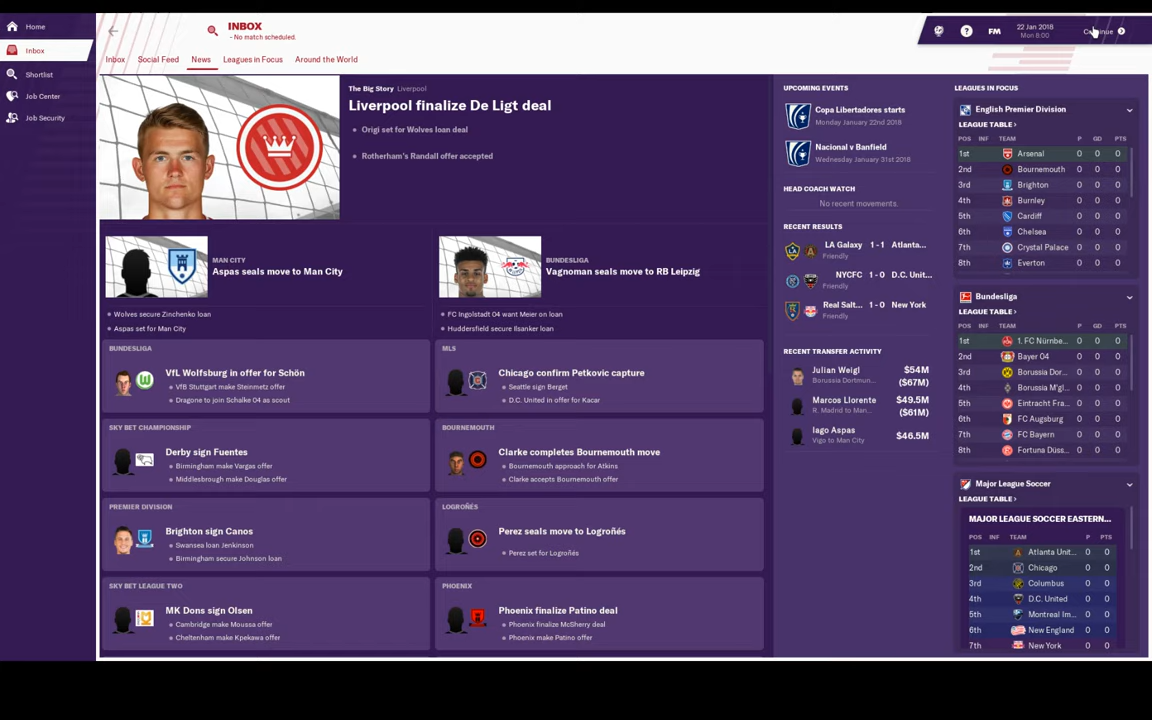 Home
Inbox
Shortlist
Job Center
Job Security
INBOX
- No match scheduled.
Inbox Social Feed News Leagues in Focus Around the World
? FM 22 Jan 2018
Mon 8:00
The Big Story Liverpool
Liverpool finalize De Ligt deal
Origi set for Wolves loan deal
Rotherham's Randall offer accepted
MAN CITY
Aspas seals move to Man City
Wolves secure Zinchenko loan
Aspas set for Man City
BUNDESLIGA
Vagnoman seals move to RB Leipzig
FC Ingolstadt 04 want Meier on loan
Huddersfield secure Ilsanker loan
BUNDESLIGA
VfL Wolfsburg in offer for Schön
VfB Stuttgart make Steinmetz offer
Dragone to join Schalke 04 as scout
MLS
Chicago confirm Petkovic capture
Seattle sign Berget
D.C. United in offer for Kacar
SKY BET CHAMPIONSHIP
Derby sign Fuentes
Birmingham make Vargas offer
Middlesbrough make Douglas offer
BOURNEMOUTH
Clarke completes Bournemouth move
Bournemouth approach for Atkins
Clarke accepts Bournemouth offer
PREMIER DIVISION
Brighton sign Canos
Swansea loan Jenkinson
Birmingham secure Johnson loan
LOGROÑÉS
Perez seals move to Logroñés
Perez set for Logroñés
SKY BET LEAGUE TWO
MK Dons sign Olsen
Cambridge make Moussa offer
Cheltenham make Kpekawa offer
PHOENIX
Phoenix finalize Patino deal
Phoenix finalize McSherry deal
Phoenix make Patino offer
UPCOMING EVENTS
Copa Libertadores starts
Monday January 22nd 2018
Nacional v Banfield
Wednesday January 31st 2018
HEAD COACH WATCH
No recent movements.
RECENT RESULTS
LA Galaxy 1 - 1 Atlanta...
Friendly
NYCFC 1 - 0 D.C. Unit...
Friendly
Real Salt... 1 - 0 New York
Friendly
RECENT TRANSFER ACTIVITY
Julian Weigl $54M
Borussia Dortmun... ($67M)
Marcos Llorente $49.5M
R. Madrid to Man... ($61M)
Iago Aspas $46.5M
Vigo to Man City
LEAGUES IN FOCUS
English Premier Division
LEAGUE TABLE >
POS INF TEAM P GD PTS
1st Arsenal 0 0 0
2nd Bournemouth 0 0 0
3rd Brighton 0 0 0
4th Burnley 0 0 0
5th Cardiff 0 0 0
6th Chelsea 0 0 0
7th Crystal Palace 0 0 0
8th Everton 0 0 0
Bundesliga
LEAGUE TABLE >
POS INF TEAM P GD PTS
1st 1. FC Nürnbe... 0 0 0
2nd Bayer 04 0 0 0
3rd Borussia Dor... 0 0 0
4th Borussia M'gl... 0 0 0
5th Eintracht Fra... 0 0 0
6th FC Augsburg 0 0 0
7th FC Bayern 0 0 0
8th Fortuna Düss... 0 0 0
Major League Soccer
LEAGUE TABLE >
MAJOR LEAGUE SOCCER EASTERN...
POS INF TEAM P PTS
1st Atlanta Unit... 0 0
2nd Chicago 0 0
3rd Columbus 0 0
4th D.C. United 0 0
5th Montreal Im... 0 0
6th New England 0 0
7th New York 0 0